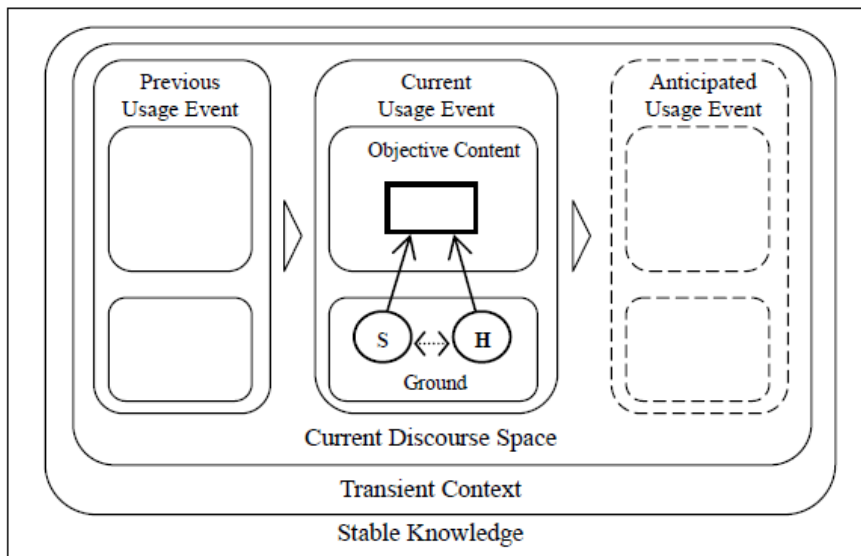 Previous
Usage Event
Current
Usage Event
Anticipated
Usage Event
Objective Content
S
H
Ground
Current Discourse Space
Transient Context
Stable Knowledge